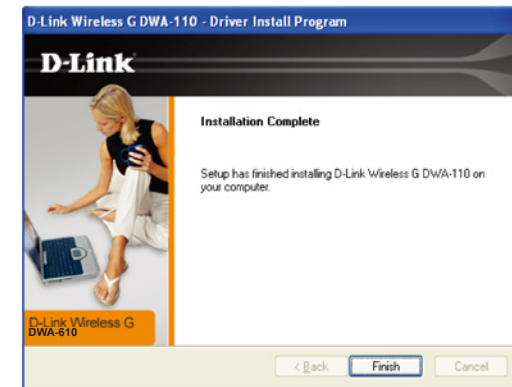 D-Link Wireless G DWA-110 - Driver Install Program
D-Link
Installation Complete
Setup has finished installing D-Link Wireless G DWA-110 on
your computer.
D-Link Wireless G
DWA-610
< Back
Finish
Cancel